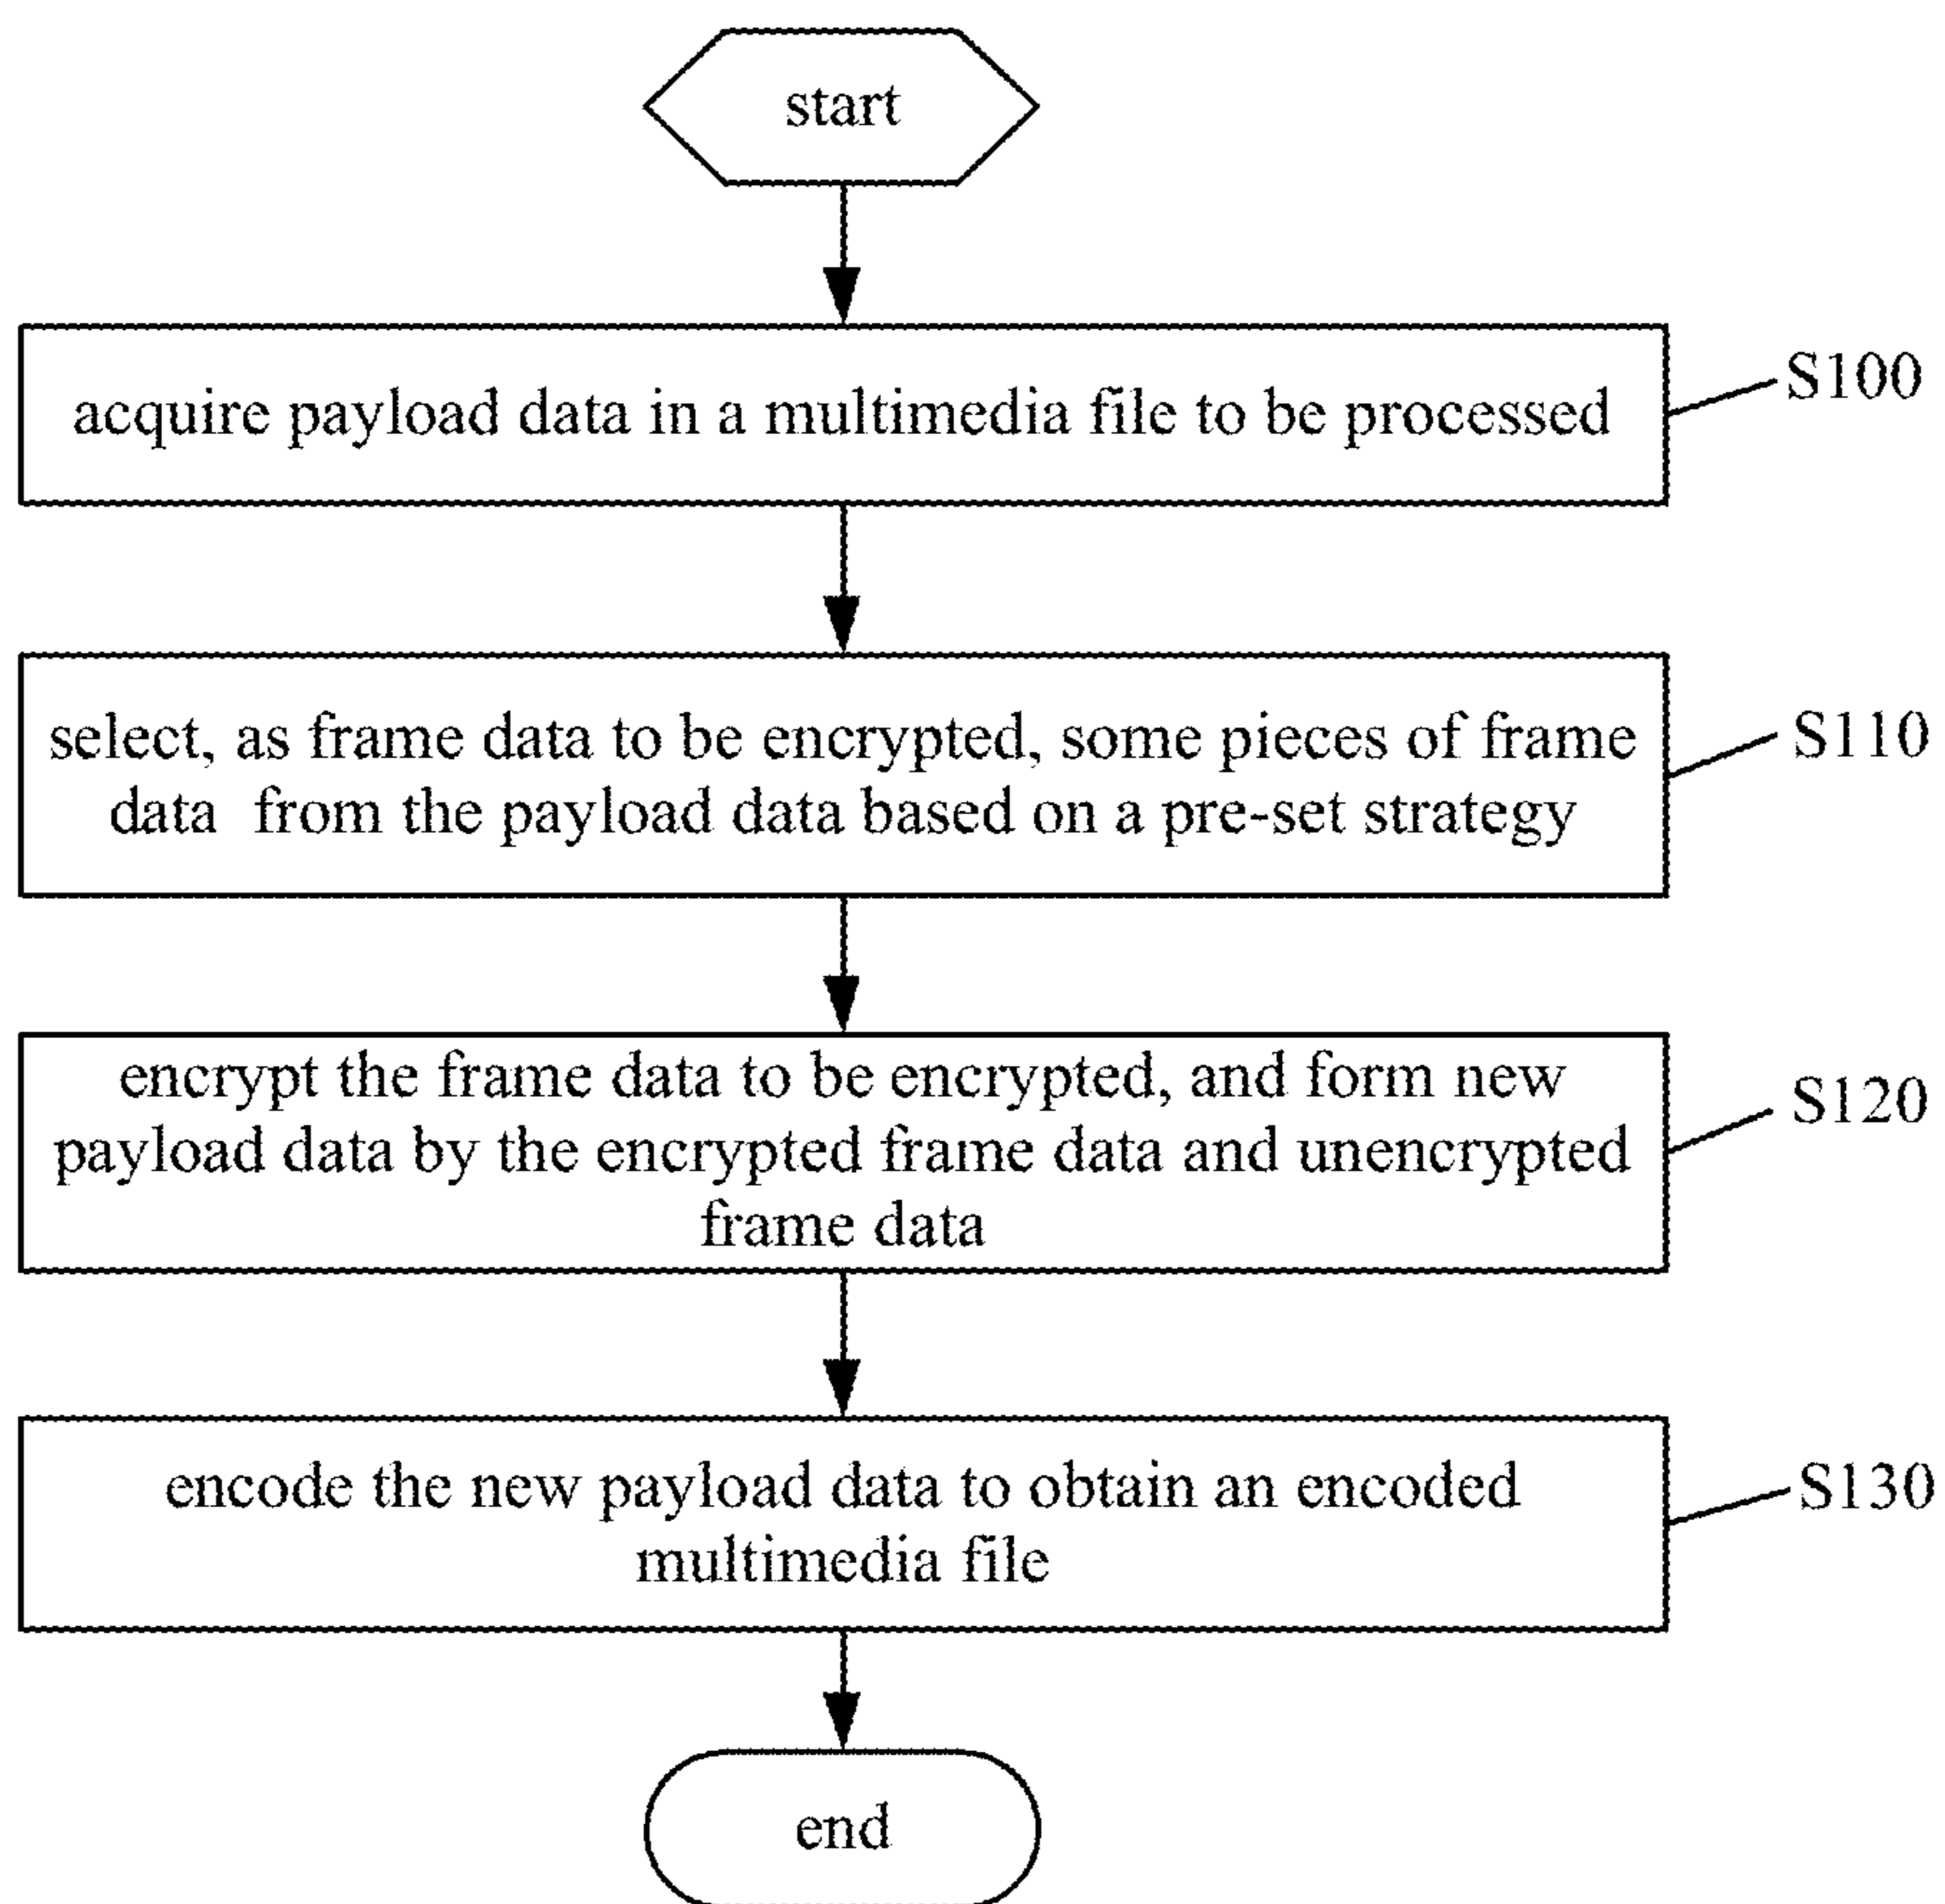 start
acquire payload data in a multimedia file to be processed
S100
select, as frame data to be encrypted, some pieces of frame
data from the payload data based on a pre-set strategy
S110
encrypt the frame data to be encrypted, and form new
payload data by the encrypted frame data and unencrypted
frame data
S120
encode the new payload data to obtain an encoded
multimedia file
S130
end